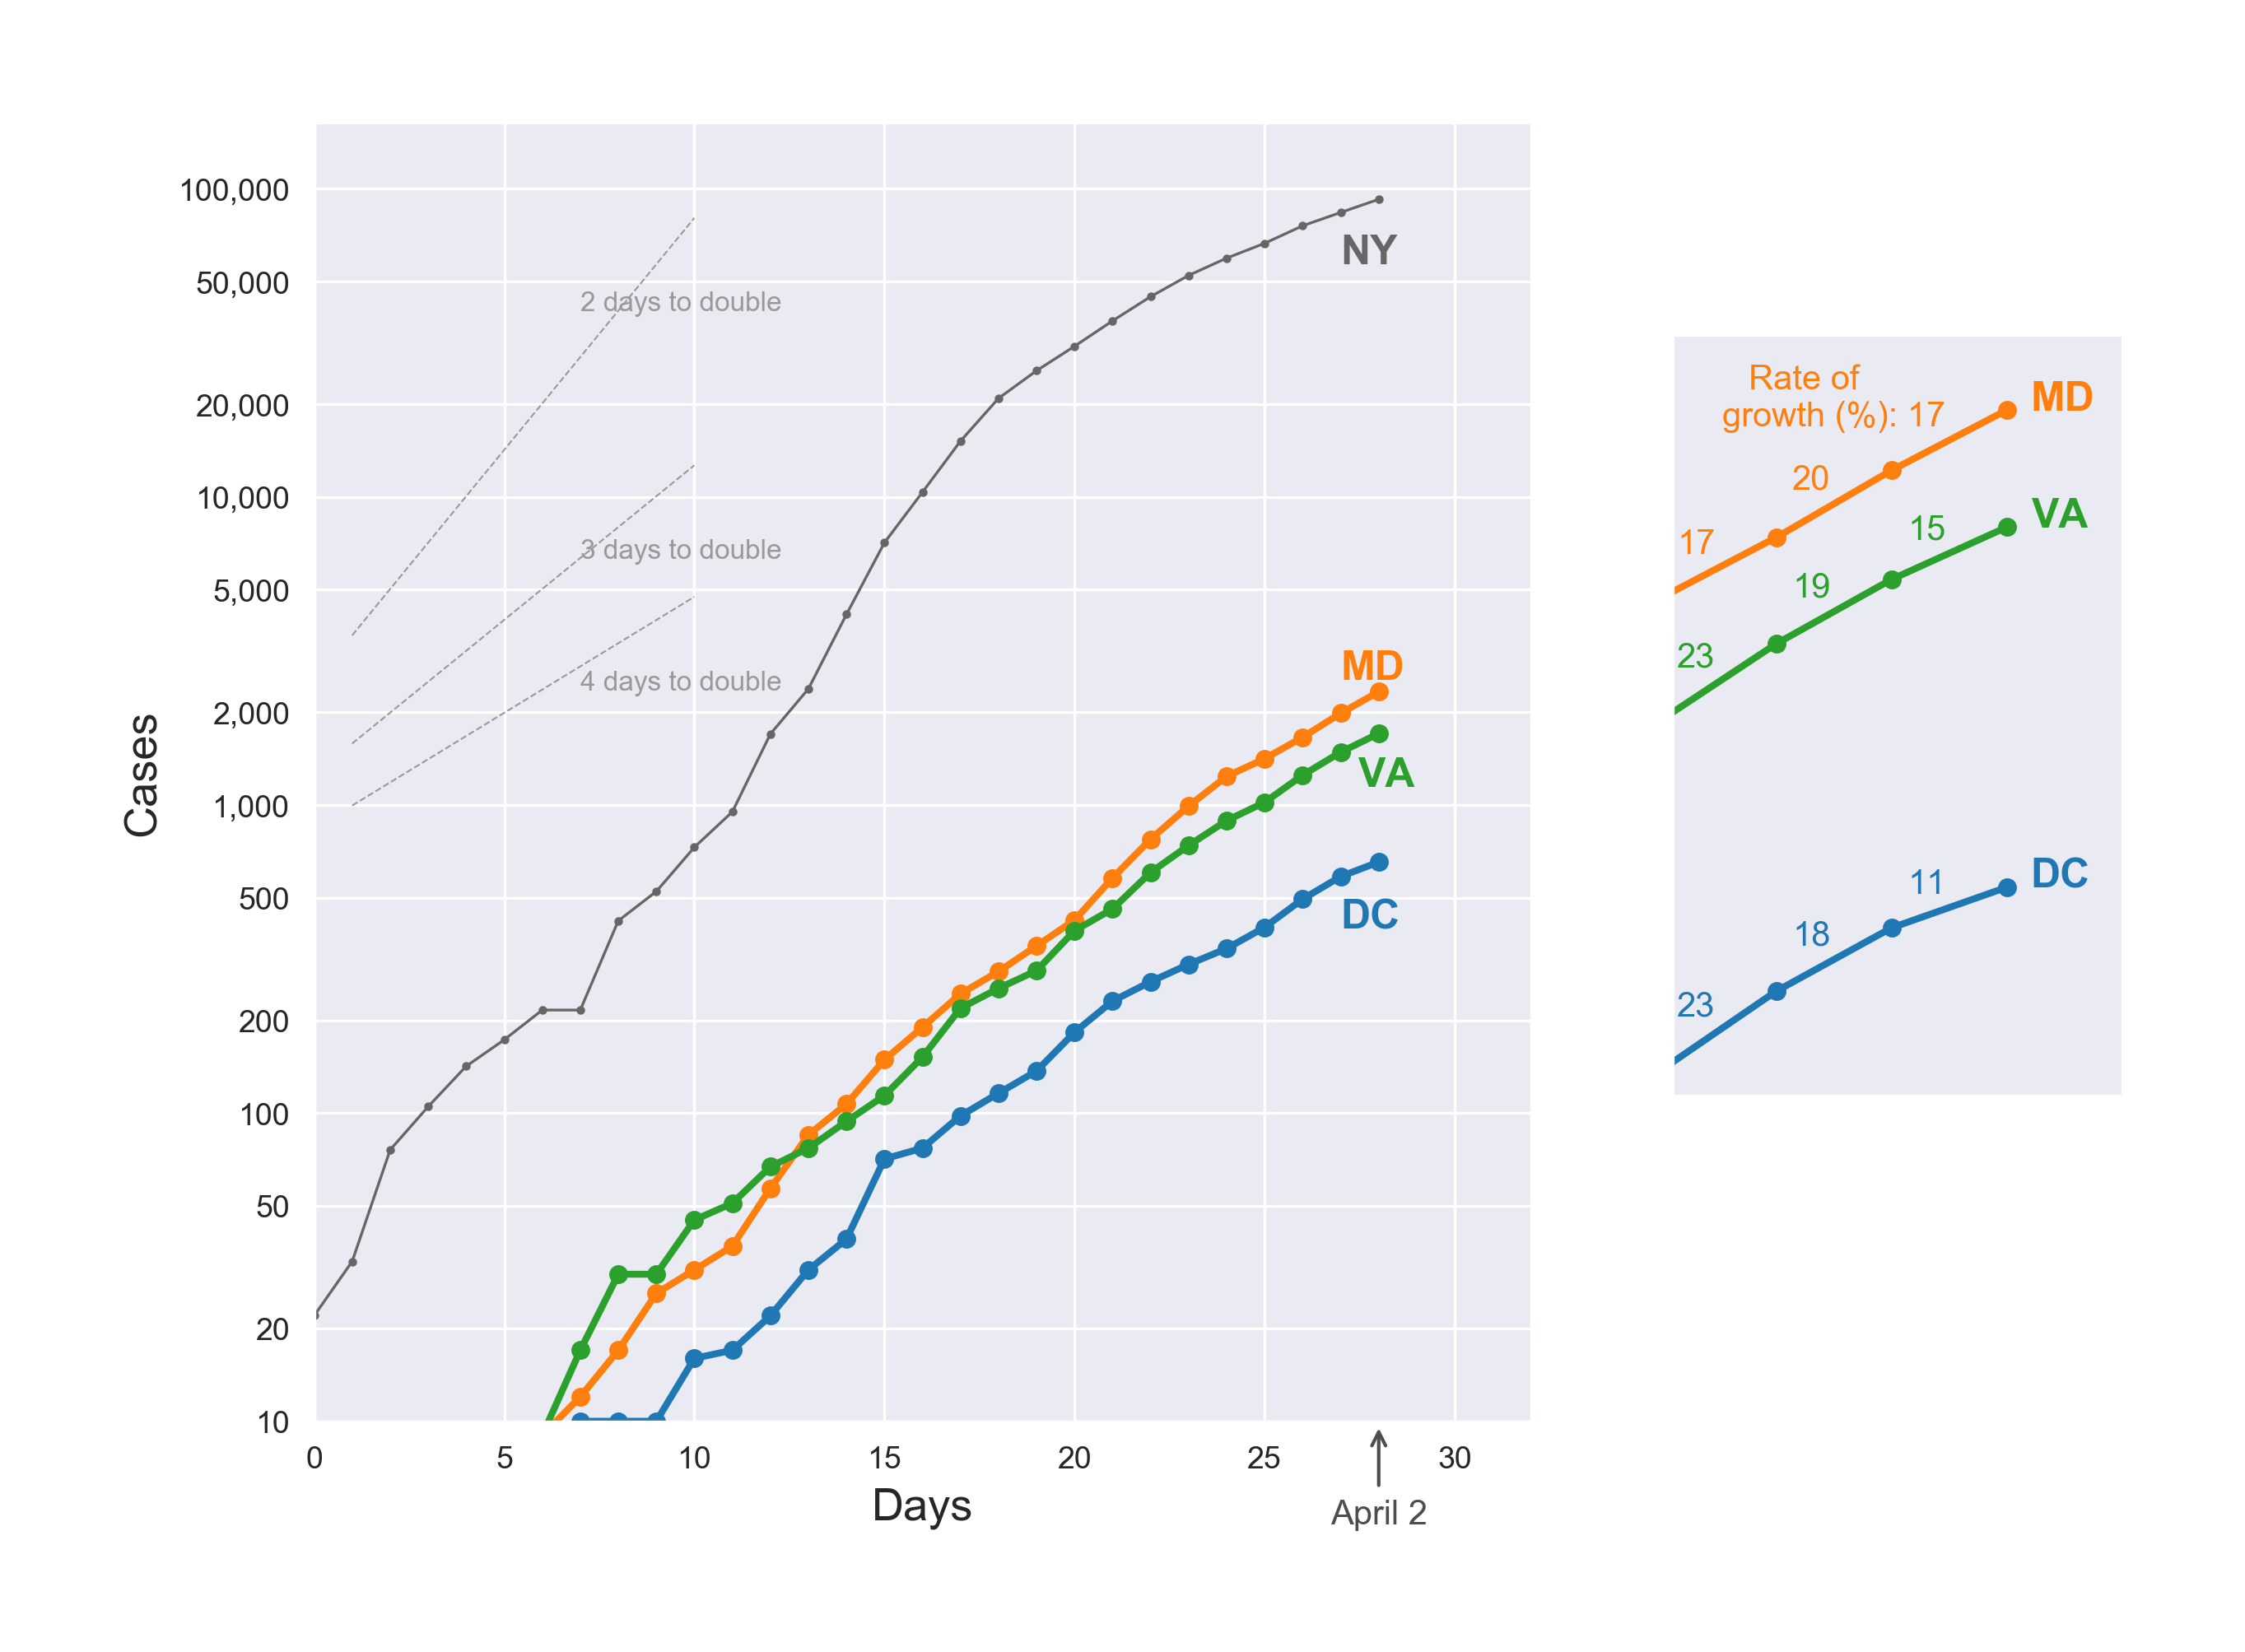 100,000
50,000
20,000
10,000
5,000
2,000
1,000
500
200
100
50
20
10
Cases
0 5 10 15 20 25 30
Days
April 2
2 days to double
3 days to double
4 days to double
NY
MD
VA
DC
Rate of
growth (%): 17
MD
20
17
VA
15
19
23
DC
11
18
23